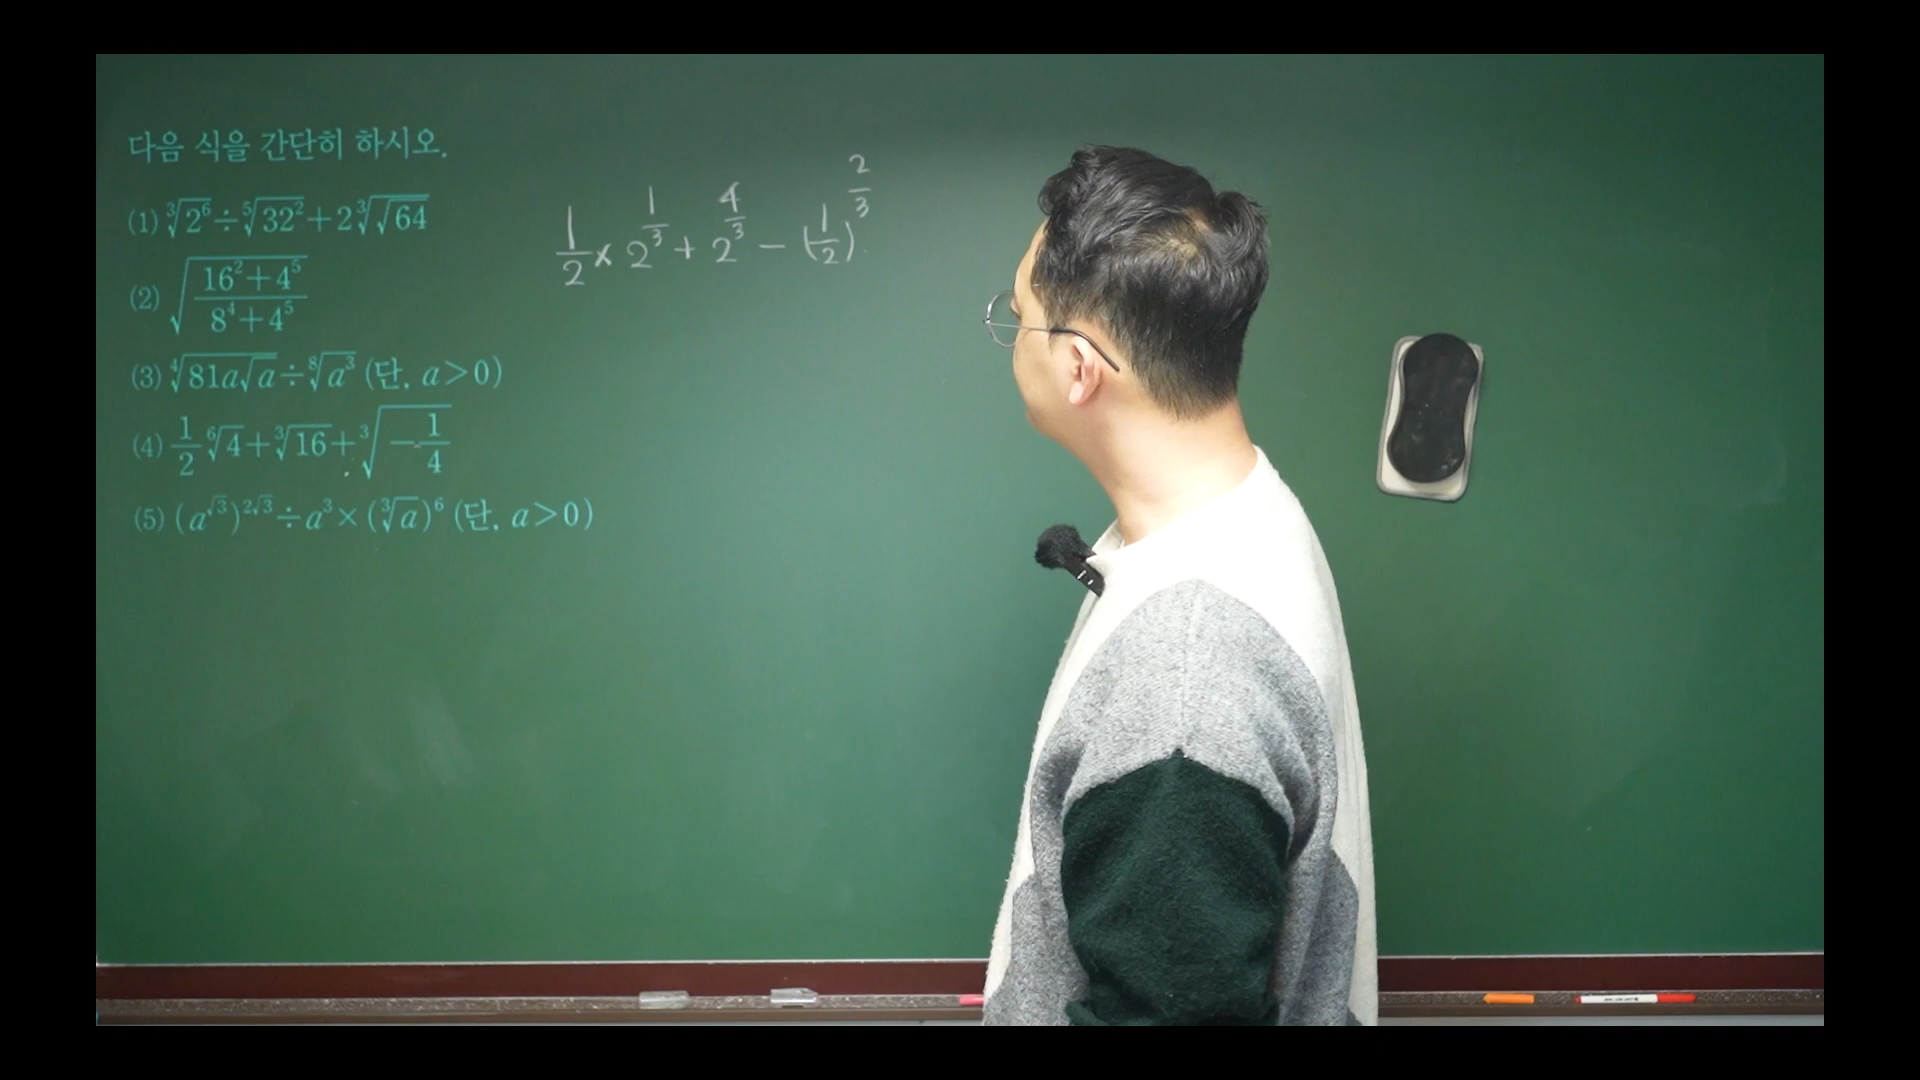 다음 식을 간단히 하시오.
(1) ∛2⁶ ÷ ⁵√32² + 2∛√64
(2) √((16² + 4⁵)/(8⁴ + 4⁵))
(3) ⁴√(81a√a) ÷ ⁸√a³ (단, a > 0)
(4) 1/2 ⁶√4 + ∛16 + ∛(-1/4)
(5) (a^√3)^(2√3) ÷ a³ × (∛a)⁶ (단, a > 0)
1/2 × 2^(1/3) + 2^(4/3) - (1/2)^(2/3)